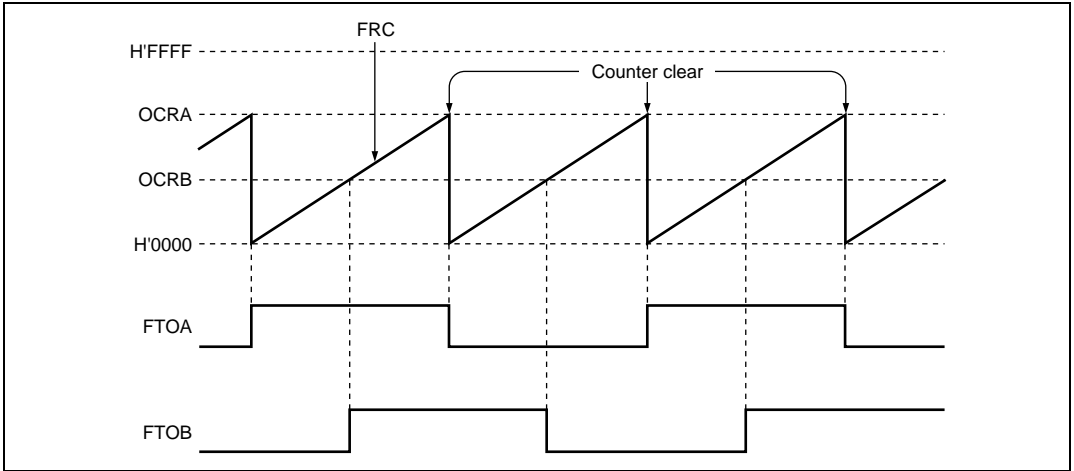 FRC
H'FFFF
Counter clear
OCRA
OCRB
H'0000
FTOA
FTOB